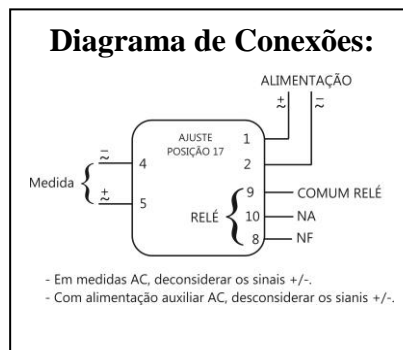 Diagrama de Conexões:
ALIMENTAÇÃO
± ~ − ~
AJUSTE
POSIÇÃO 17
1
2
− ~ 4
Medida
± ~ 5
RELÉ
9 COMUM RELÉ
10 NA
8 NF
- Em medidas AC, deconsiderar os sinais +/-.
- Com alimentação auxiliar AC, desconsiderar os sianis +/-.